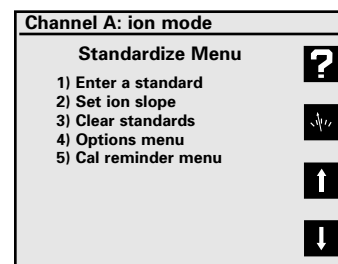 Channel A: ion mode
Standardize Menu
1) Enter a standard
2) Set ion slope
3) Clear standards
4) Options menu
5) Cal reminder menu
?